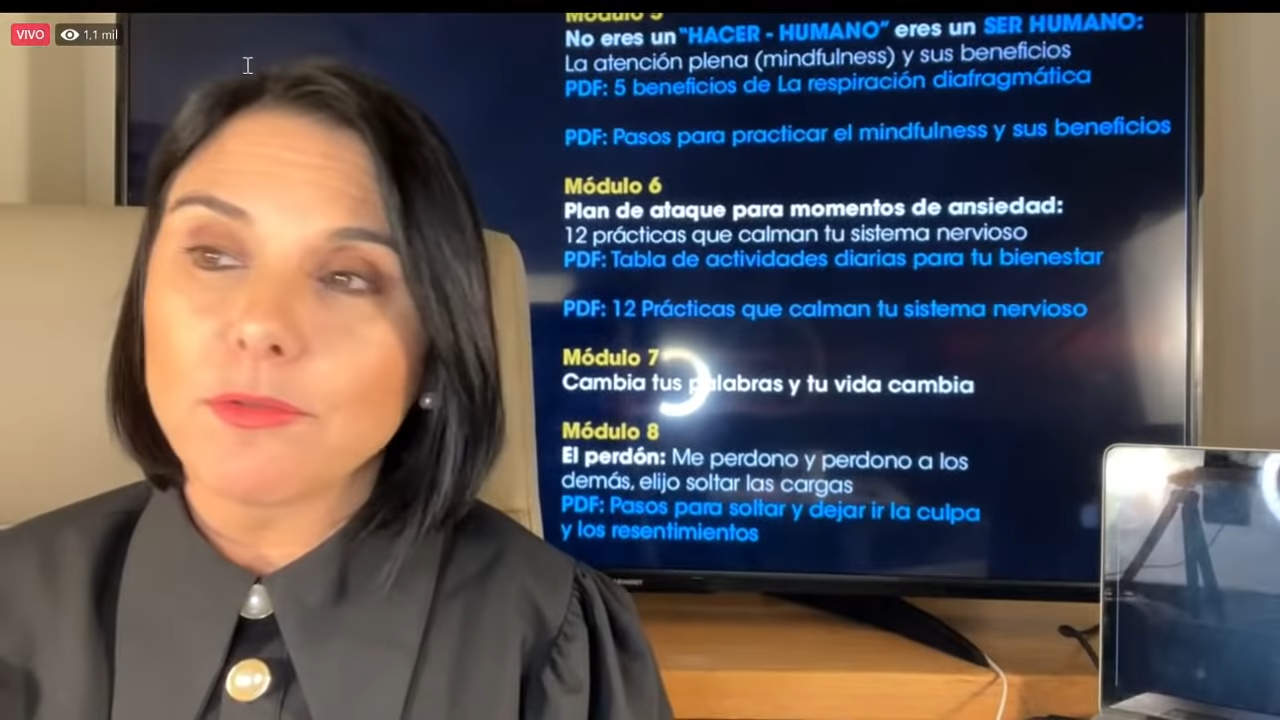 VIVO
1,1 mil
Módulo 5
No eres un "HACER - HUMANO" eres un SER HUMANO:
La atención plena (mindfulness) y sus beneficios
PDF: 5 beneficios de La respiración diafragmática
PDF: Pasos para practicar el mindfulness y sus beneficios
Módulo 6
Plan de ataque para momentos de ansiedad:
12 prácticas que calman tu sistema nervioso
PDF: Tabla de actividades diarias para tu bienestar
PDF: 12 Prácticas que calman tu sistema nervioso
Módulo 7
Cambia tus palabras y tu vida cambia
Módulo 8
El perdón: Me perdono y perdono a los
demás, elijo soltar las cargas
PDF: Pasos para soltar y dejar ir la culpa
y los resentimientos